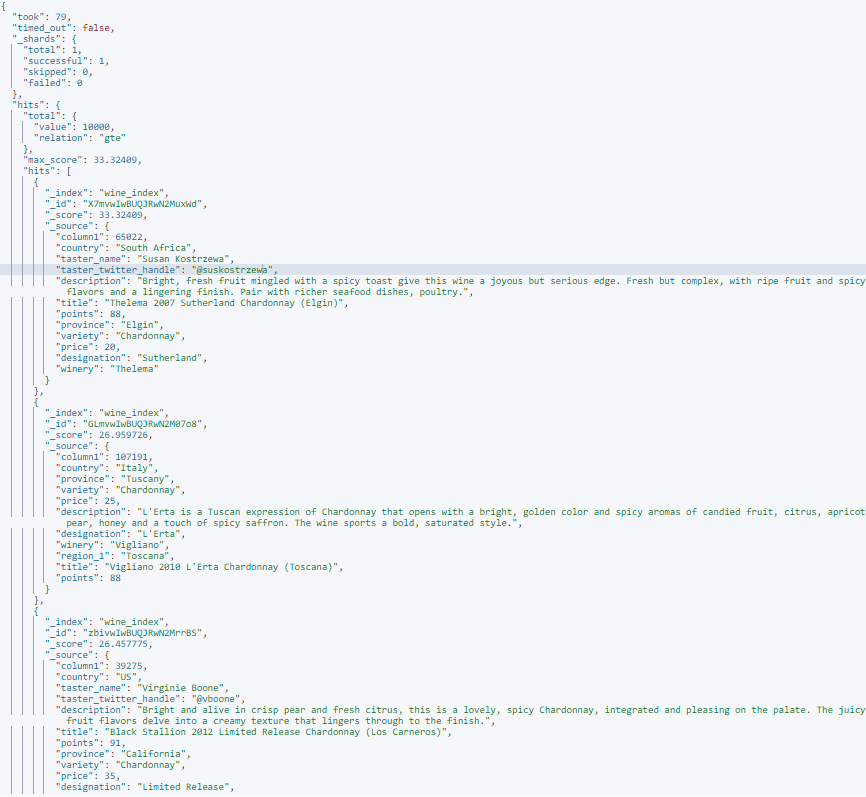 {
"took": 79,
"timed_out": false,
"_shards": {
"total": 1,
"successful": 1,
"skipped": 0,
"failed": 0
},
"hits": {
"total": {
"value": 10000,
"relation": "gte"
},
"max_score": 33.32409,
"hits": [
{
"_index": "wine_index",
"_id": "X7mvwIwBUQJRwN2MuxWd",
"_score": 33.32409,
"_source": {
"column1": 65022,
"country": "South Africa",
"taster_name": "Susan Kostrzewa",
"taster_twitter_handle": "@suskostrzewa",
"description": "Bright, fresh fruit mingled with a spicy toast give this wine a joyous but serious edge. Fresh but complex, with ripe fruit and spicy
flavors and a lingering finish. Pair with richer seafood dishes, poultry.",
"title": "Thelema 2007 Sutherland Chardonnay (Elgin)",
"points": 88,
"province": "Elgin",
"variety": "Chardonnay",
"price": 20,
"designation": "Sutherland",
"winery": "Thelema"
}
},
{
"_index": "wine_index",
"_id": "GLmvwIwBUQJRwN2M07o8",
"_score": 26.959726,
"_source": {
"column1": 107191,
"country": "Italy",
"province": "Tuscany",
"variety": "Chardonnay",
"price": 25,
"description": "L'Erta is a Tuscan expression of Chardonnay that opens with a bright, golden color and spicy aromas of candied fruit, citrus, apricot
pear, honey and a touch of spicy saffron. The wine sports a bold, saturated style.",
"designation": "L'Erta",
"winery": "Vigliano",
"region_1": "Toscana",
"title": "Vigliano 2010 L'Erta Chardonnay (Toscana)",
"points": 88
}
},
{
"_index": "wine_index",
"_id": "zbivwIwBUQJRwN2MrrBS",
"_score": 26.457775,
"_source": {
"column1": 39275,
"country": "US",
"taster_name": "Virginie Boone",
"taster_twitter_handle": "@vboone",
"description": "Bright and alive in crisp pear and fresh citrus, this is a lovely, spicy Chardonnay, integrated and pleasing on the palate. The juicy
fruit flavors delve into a creamy texture that lingers through to the finish.",
"title": "Black Stallion 2012 Limited Release Chardonnay (Los Carneros)",
"points": 91,
"province": "California",
"variety": "Chardonnay",
"price": 35,
"designation": "Limited Release",